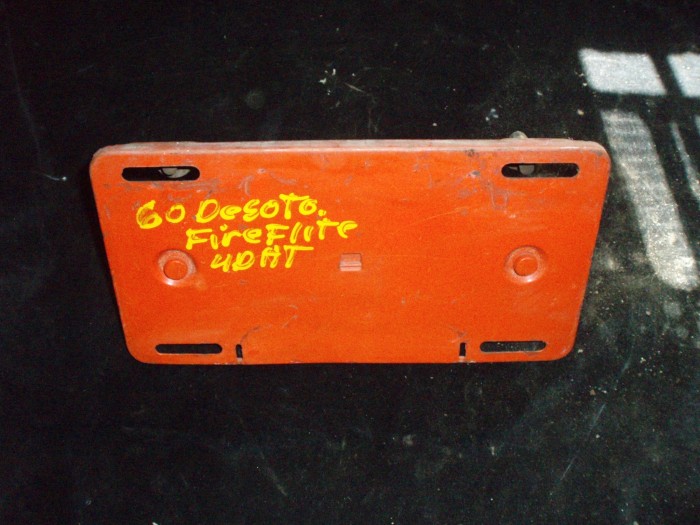 60 Desoto.
FireFlite
4DHT